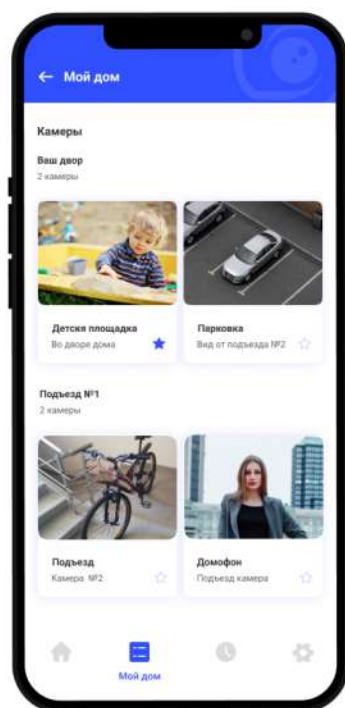 Мой дом
Камеры
Ваш двор
2 камеры
Детския площадка
Во дворе дома
Парковка
Вид от подъезда №2
Подъезд №1
2 камеры
Подъезд
Камера №2
Домофон
Подъезд камера
Мой дом